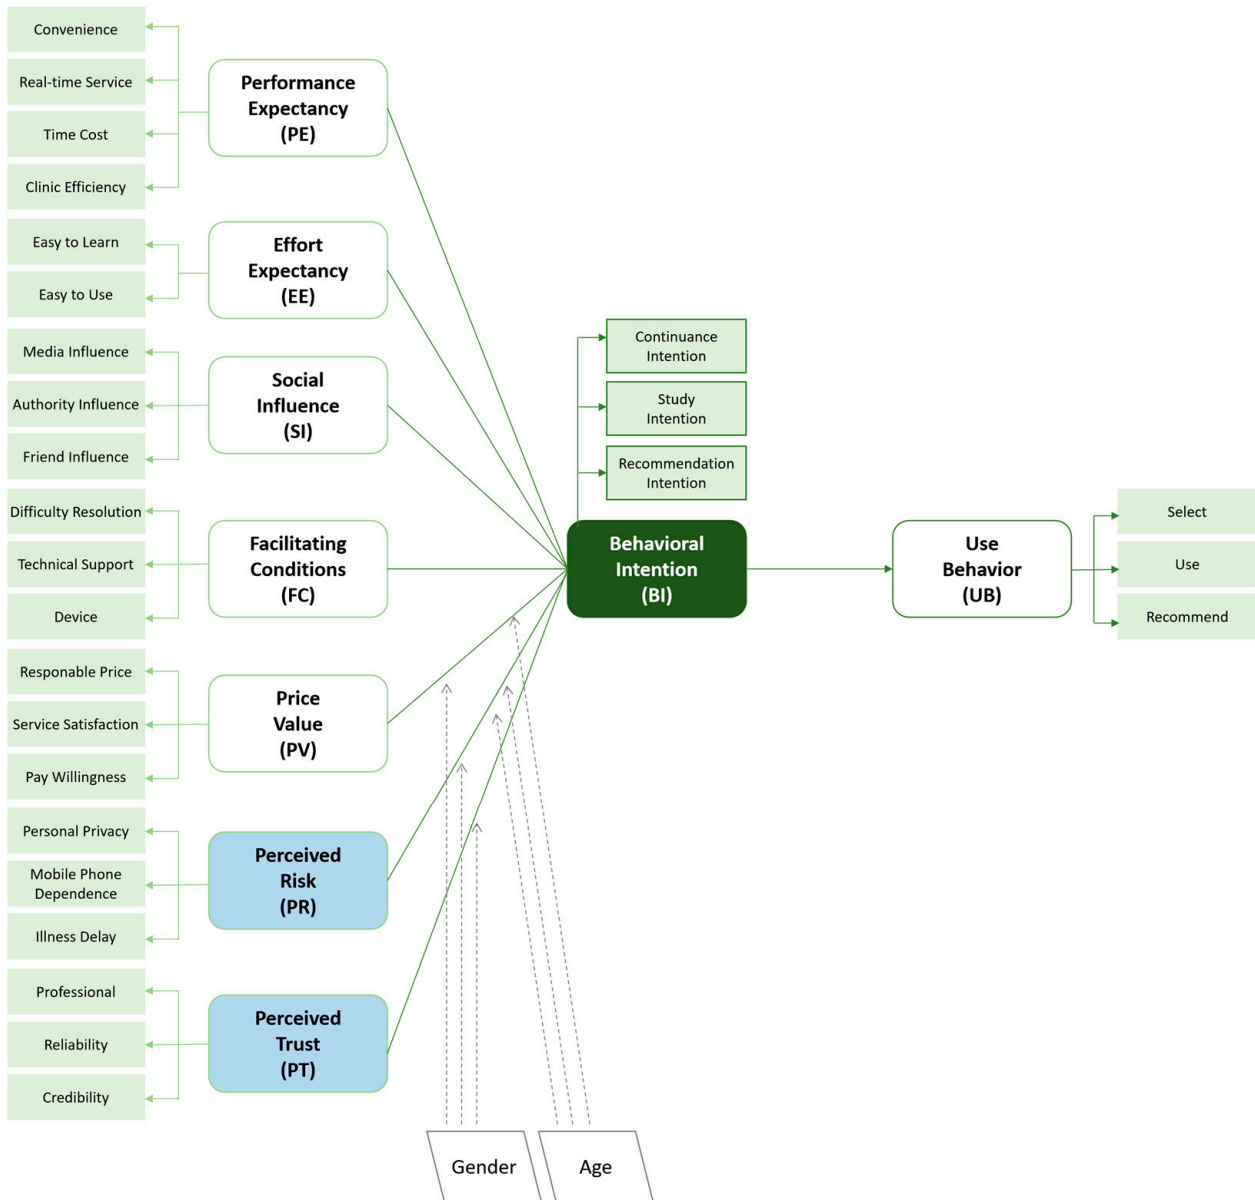 Convenience
Real-time Service
Time Cost
Clinic Efficiency
Performance
Expectancy
(PE)
Easy to Learn
Easy to Use
Effort
Expectancy
(EE)
Media Influence
Authority Influence
Friend Influence
Social
Influence
(SI)
Difficulty Resolution
Technical Support
Device
Facilitating
Conditions
(FC)
Responable Price
Service Satisfaction
Pay Willingness
Price
Value
(PV)
Personal Privacy
Mobile Phone
Dependence
Illness Delay
Perceived
Risk
(PR)
Professional
Reliability
Credibility
Perceived
Trust
(PT)
Continuance
Intention
Study
Intention
Recommendation
Intention
Behavioral
Intention
(BI)
Use
Behavior
(UB)
Select
Use
Recommend
Gender
Age